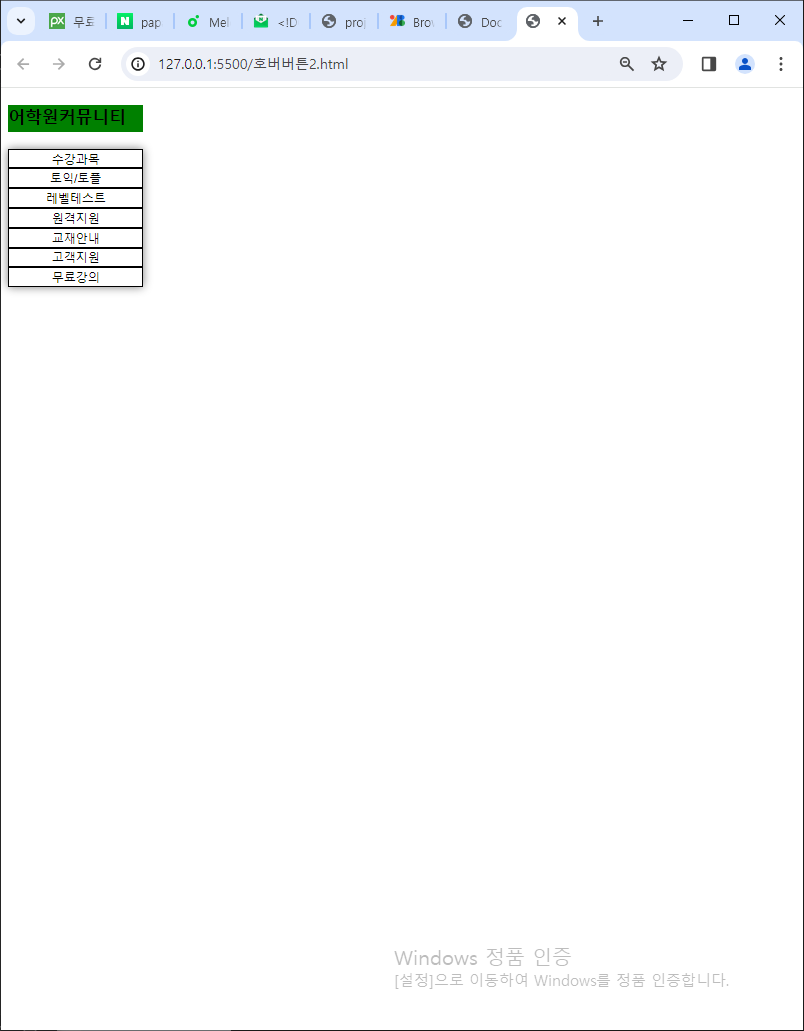 무료
pap
Mel
<!D
proj
Bro
Doc
127.0.0.1:5500/호버버튼2.html
어학원커뮤니티
수강과목
토익/토플
레벨테스트
원격지원
교재안내
고객지원
무료강의
Windows 정품 인증
[설정]으로 이동하여 Windows를 정품 인증합니다.